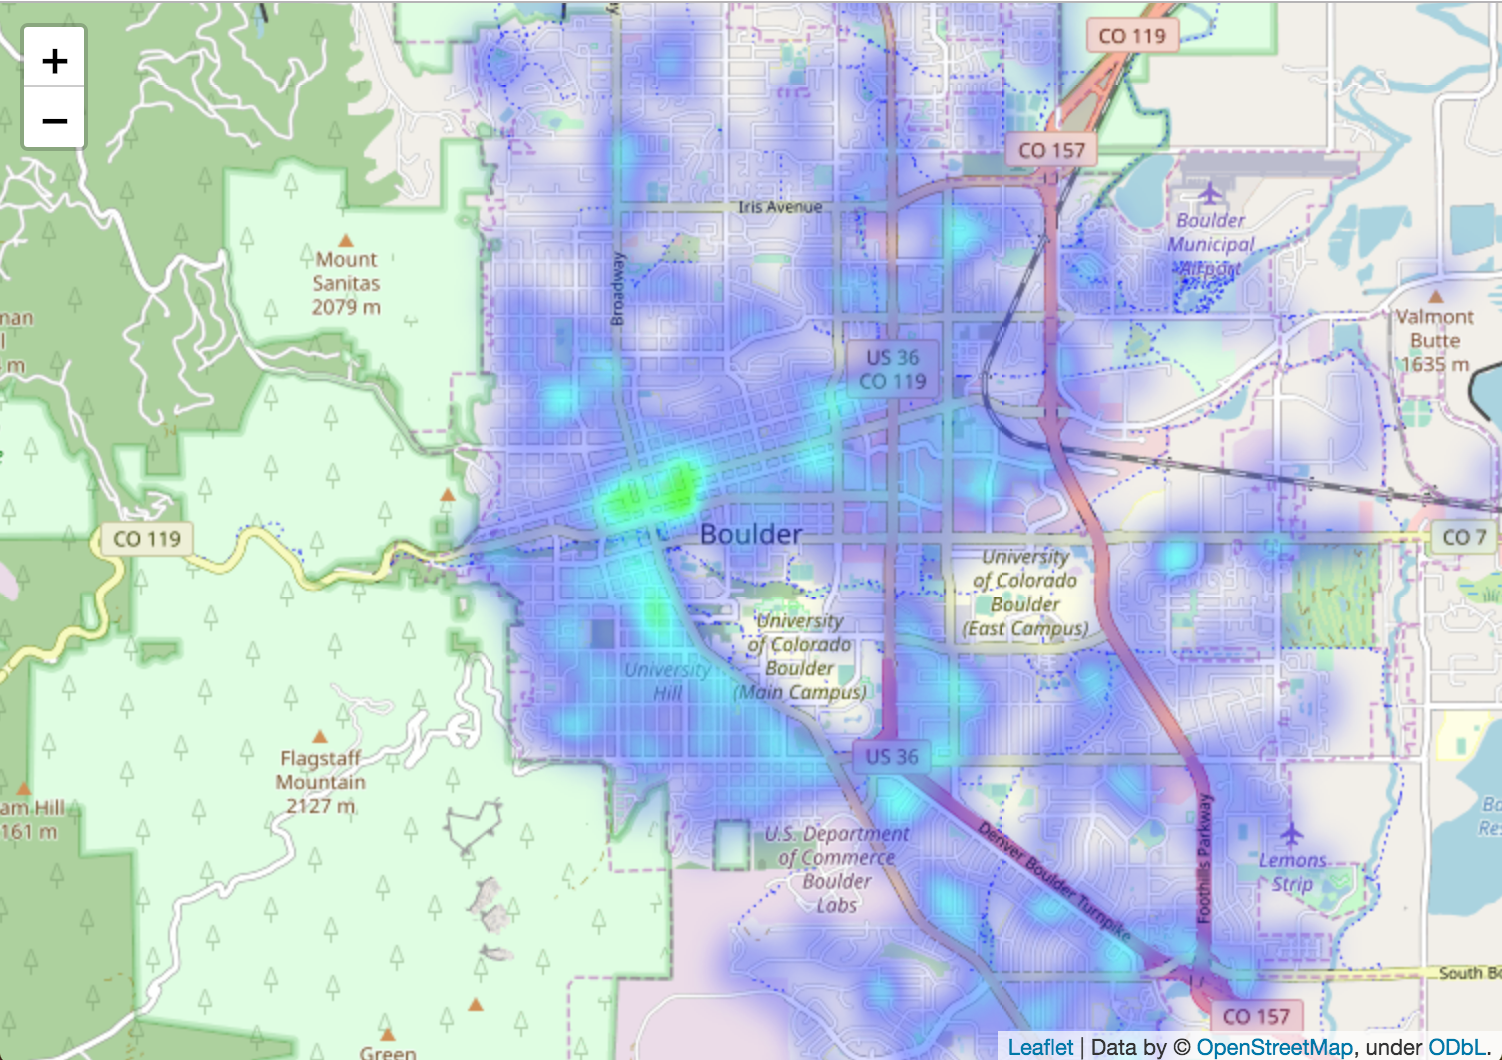 +
−
CO 119
CO 157
Iris Avenue
Boulder
Municipal
Airport
Broadway
Mount
Sanitas
2079 m
Valmont
Butte
1635 m
US 36
CO 119
m
CO 119
Boulder
CO 7
University
of Colorado
Boulder
(East Campus)
University
of Colorado
Boulder
(Main Campus)
University
Hill
Flagstaff
Mountain
2127 m
US 36
am Hill
161 m
U.S. Department
of Commerce
Boulder
Labs
Denver Boulder Turnpike
Foothills Parkway
Lemons
Strip
South Bo
CO 157
Green
Leaflet | Data by © OpenStreetMap, under ODbL.